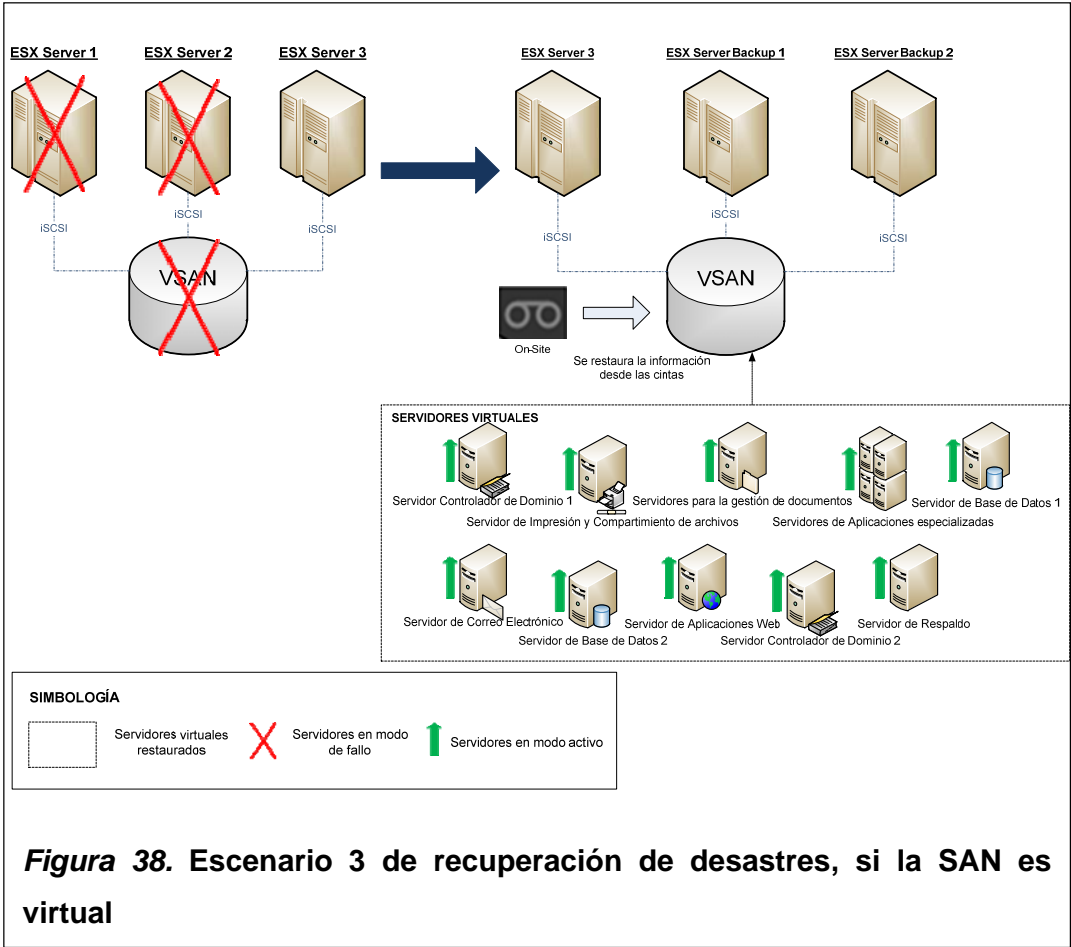 ESX Server 1
ESX Server 2
ESX Server 3
ESX Server 3
ESX Server Backup 1
ESX Server Backup 2
iSCSI
iSCSI
iSCSI
iSCSI
iSCSI
iSCSI
VSAN
VSAN
On-Site
Se restaura la información
desde las cintas
SERVIDORES VIRTUALES
Servidor Controlador de Dominio 1
Servidores para la gestión de documentos
Servidor de Base de Datos 1
Servidor de Impresión y Compartimiento de archivos
Servidores de Aplicaciones especializadas
Servidor de Correo Electrónico
Servidor de Aplicaciones Web
Servidor de Respaldo
Servidor de Base de Datos 2
Servidor Controlador de Dominio 2
SIMBOLOGÍA
Servidores virtuales
restaurados
Servidores en modo
de fallo
Servidores en modo activo
Figura 38. Escenario 3 de recuperación de desastres, si la SAN es
virtual